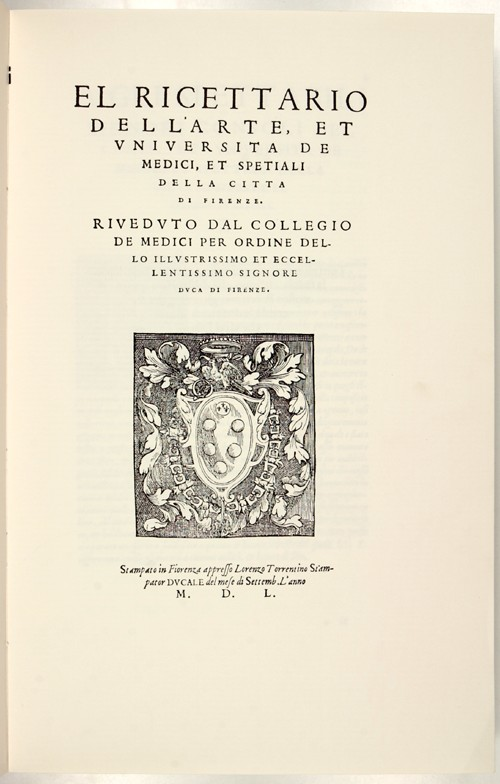 EL RICETTARIO
DELL'ARTE, ET
VNIVERSITA DE
MEDICI, ET SPETIALI
DELLA CITTA
DI FIRENZE.
RIVEDVTO DAL COLLEGIO
DE MEDICI PER ORDINE DEL-
LO ILLVSTRISSIMO ET ECCEL-
LENTISSIMO SIGNORE
DVCA DI FIRENZE.
Stampato in Fiorenza appresso Lorenzo Torrentino Stam-
pator DVCALE del mese di Settemb. L'anno
M. D. L.